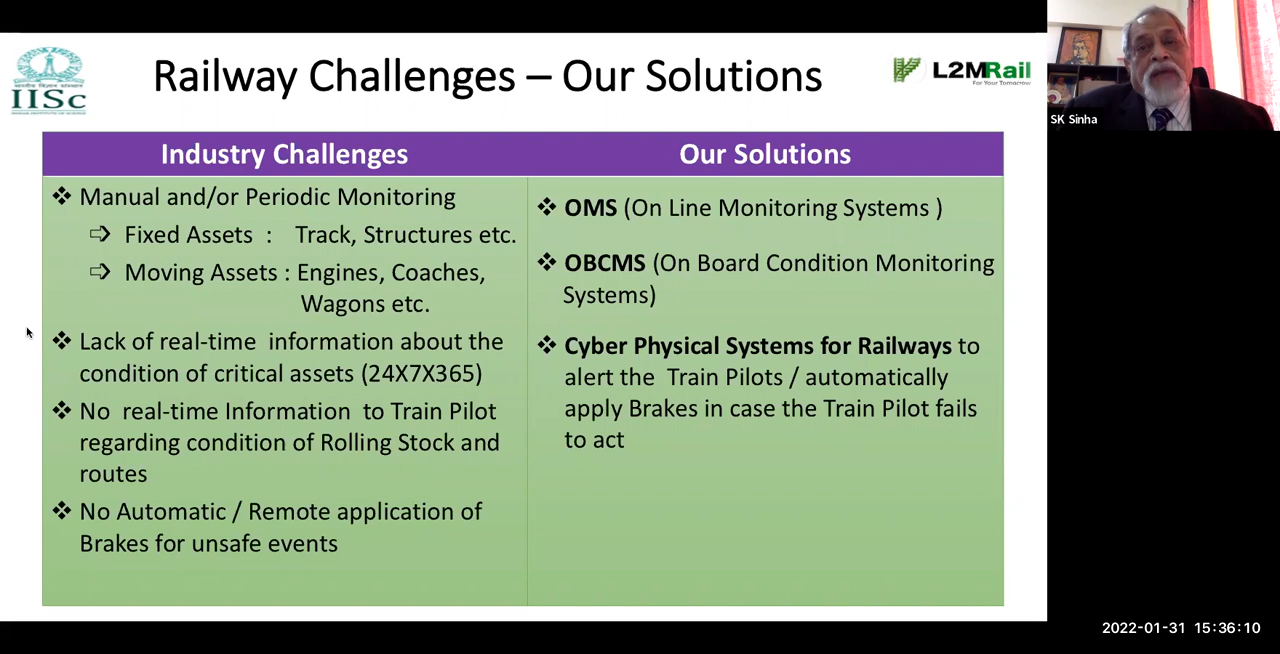 Railway Challenges – Our Solutions
IISc
L2MRail
For Your Tomorrow
SK Sinha
Industry Challenges
❖ Manual and/or Periodic Monitoring
➩ Fixed Assets : Track, Structures etc.
➩ Moving Assets : Engines, Coaches,
Wagons etc.
❖ Lack of real-time information about the
condition of critical assets (24X7X365)
❖ No real-time Information to Train Pilot
regarding condition of Rolling Stock and
routes
❖ No Automatic / Remote application of
Brakes for unsafe events
Our Solutions
❖ OMS (On Line Monitoring Systems )
❖ OBCMS (On Board Condition Monitoring
Systems)
❖ Cyber Physical Systems for Railways to
alert the Train Pilots / automatically
apply Brakes in case the Train Pilot fails
to act
2022-01-31 15:36:10